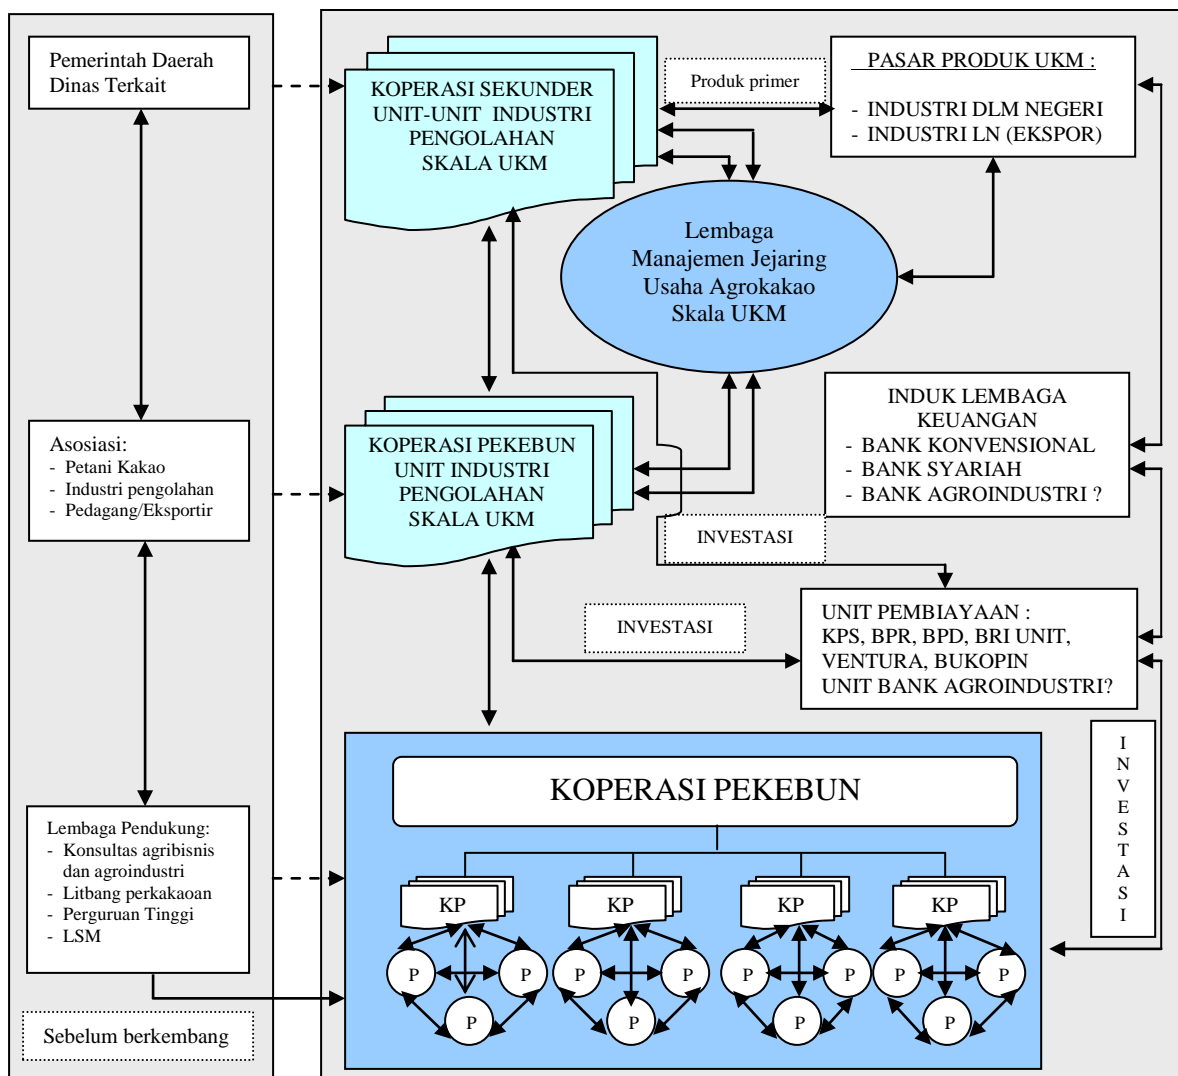 Pemerintah Daerah
Dinas Terkait
Asosiasi:
- Petani Kakao
- Industri pengolahan
- Pedagang/Eksportir
Lembaga Pendukung:
- Konsultas agribisnis
dan agroindustri
- Litbang perkakaoan
- Perguruan Tinggi
- LSM
Sebelum berkembang
KOPERASI SEKUNDER
UNIT-UNIT INDUSTRI
PENGOLAHAN
SKALA UKM
Produk primer
PASAR PRODUK UKM :
- INDUSTRI DLM NEGERI
- INDUSTRI LN (EKSPOR)
Lembaga
Manajemen Jejaring
Usaha Agrokakao
Skala UKM
KOPERASI PEKEBUN
UNIT INDUSTRI
PENGOLAHAN
SKALA UKM
INDUK LEMBAGA
KEUANGAN
- BANK KONVENSIONAL
- BANK SYARIAH
- BANK AGROINDUSTRI ?
INVESTASI
INVESTASI
UNIT PEMBIAYAAN :
KPS, BPR, BPD, BRI UNIT,
VENTURA, BUKOPIN
UNIT BANK AGROINDUSTRI?
I
N
V
E
S
T
A
S
I
KOPERASI PEKEBUN
KP KP KP KP
P P P P P P P P
P P P P